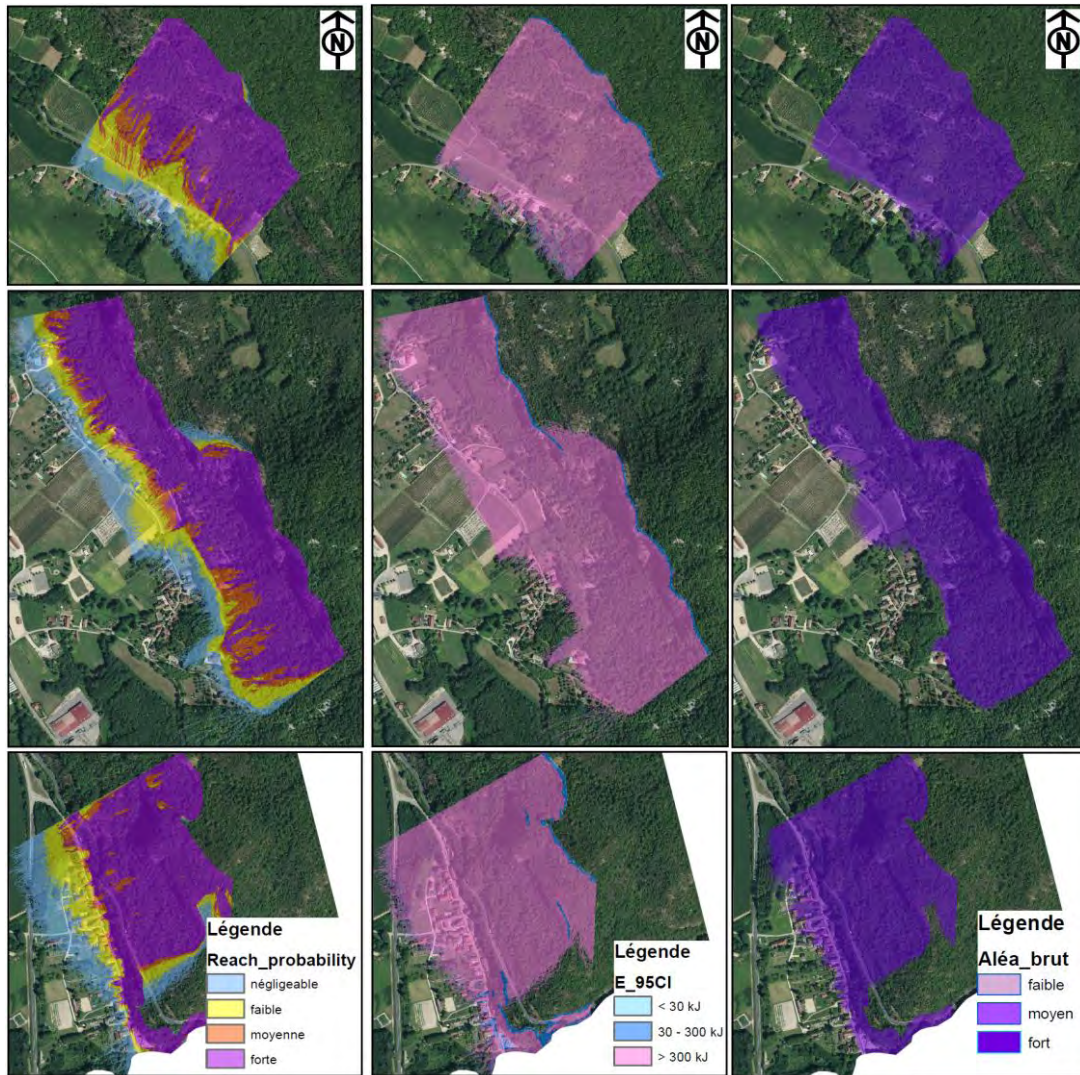 N
N
N
Légende
Reach_probability
négligeable
faible
moyenne
forte
Légende
E_95CI
< 30 kJ
30 - 300 kJ
> 300 kJ
Légende
Aléa_brut
faible
moyen
fort